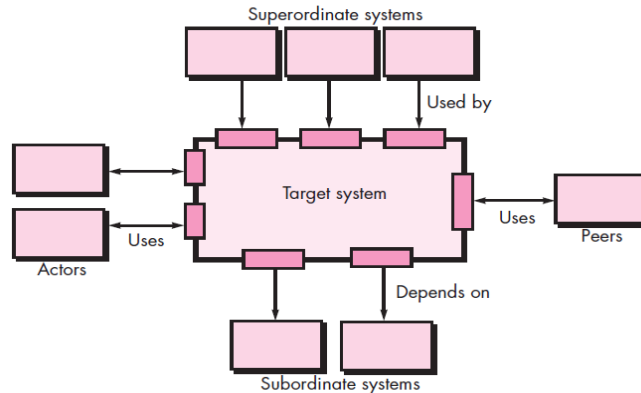 Superordinate systems
Used by
Target system
Uses
Actors
Uses
Peers
Depends on
Subordinate systems